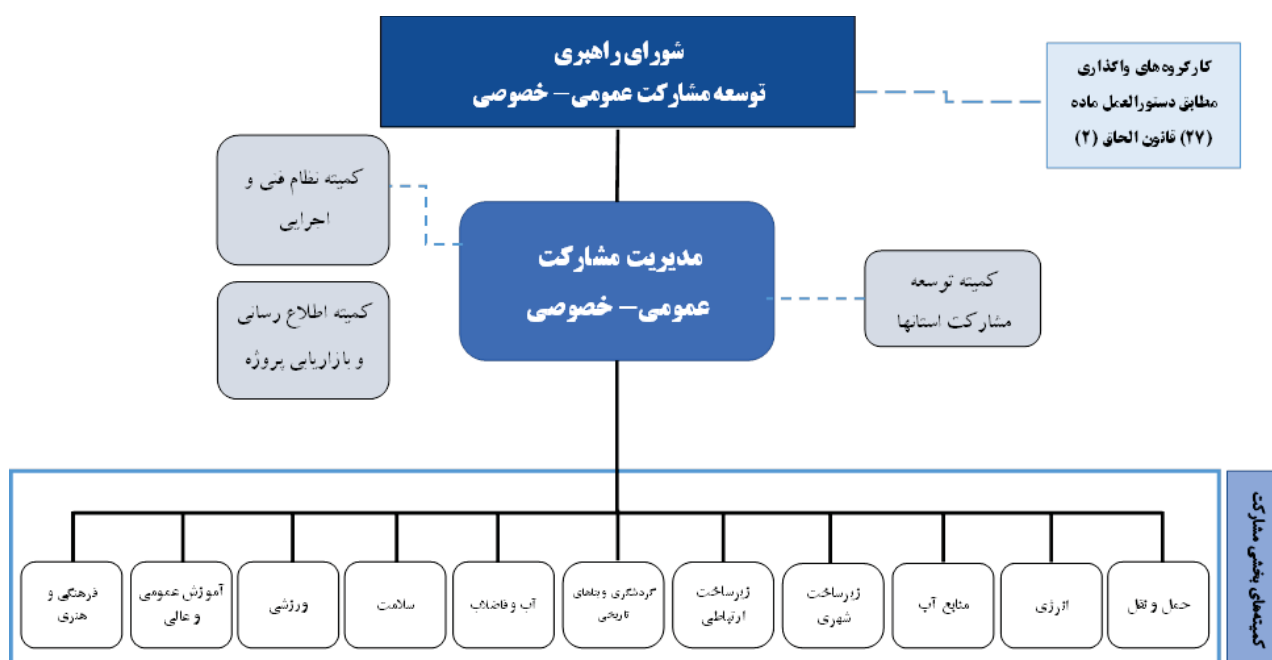 شورای راهبری
توسعه مشارکت عمومی– خصوصی
کارگروه‌های واگذاری
مطابق دستورالعمل ماده
(۲۷) قانون الحاق (۲)
کمیته نظام فنی و
اجرایی
مدیریت مشارکت
عمومی– خصوصی
کمیته توسعه
مشارکت استانها
کمیته اطلاع رسانی
و بازاریابی پروژه
کمیته‌های بخشی مشارکت
حمل و نقل
انرژی
منابع آب
زیرساخت
شهری
زیرساخت
ارتباطی
گردشگری و بناهای
تاریخی
آب و فاضلاب
سلامت
ورزشی
آموزش عمومی
و عالی
فرهنگی و
هنری